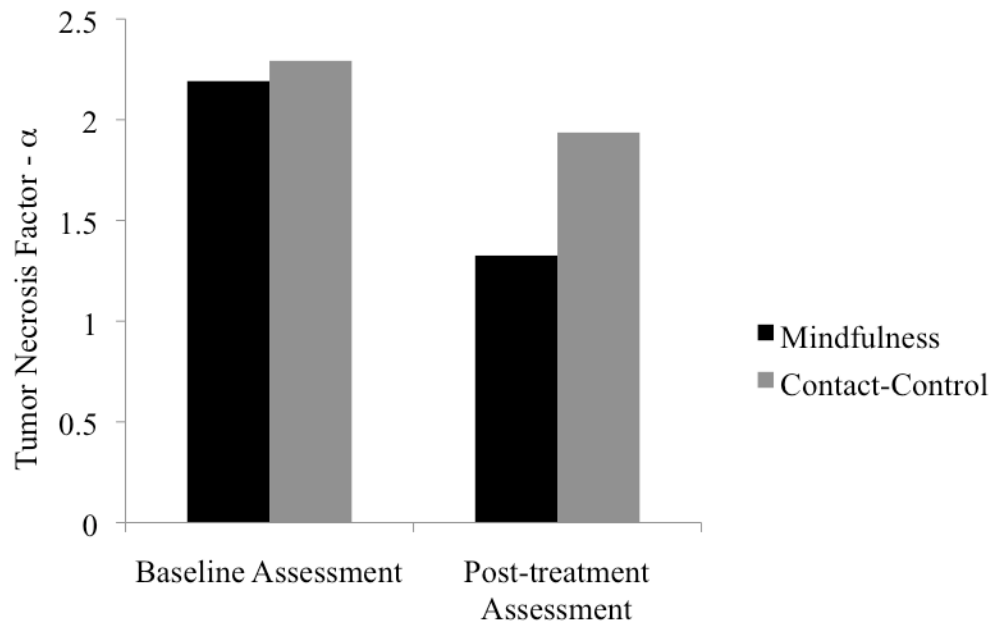 Tumor Necrosis Factor - α
2.5
2
1.5
1
0.5
0
Baseline Assessment
Post-treatment
Assessment
Mindfulness
Contact-Control